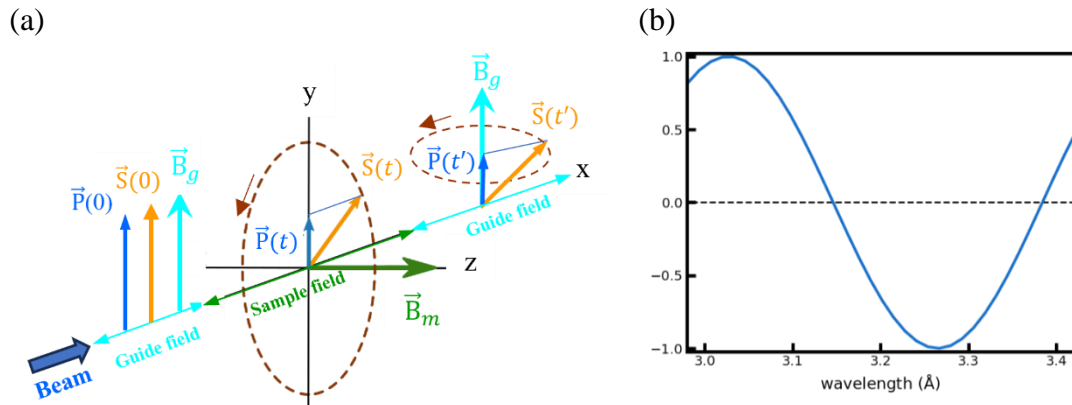 (a)
y
x
z
P⃗(0)
S⃗(0)
B⃗g
Guide field
Beam
P⃗(t)
S⃗(t)
Sample field
B⃗m
B⃗g
P⃗(t′)
S⃗(t′)
Guide field
(b)
1.0
0.5
0.0
−0.5
−1.0
3.0 3.1 3.2 3.3 3.4
wavelength (Å)